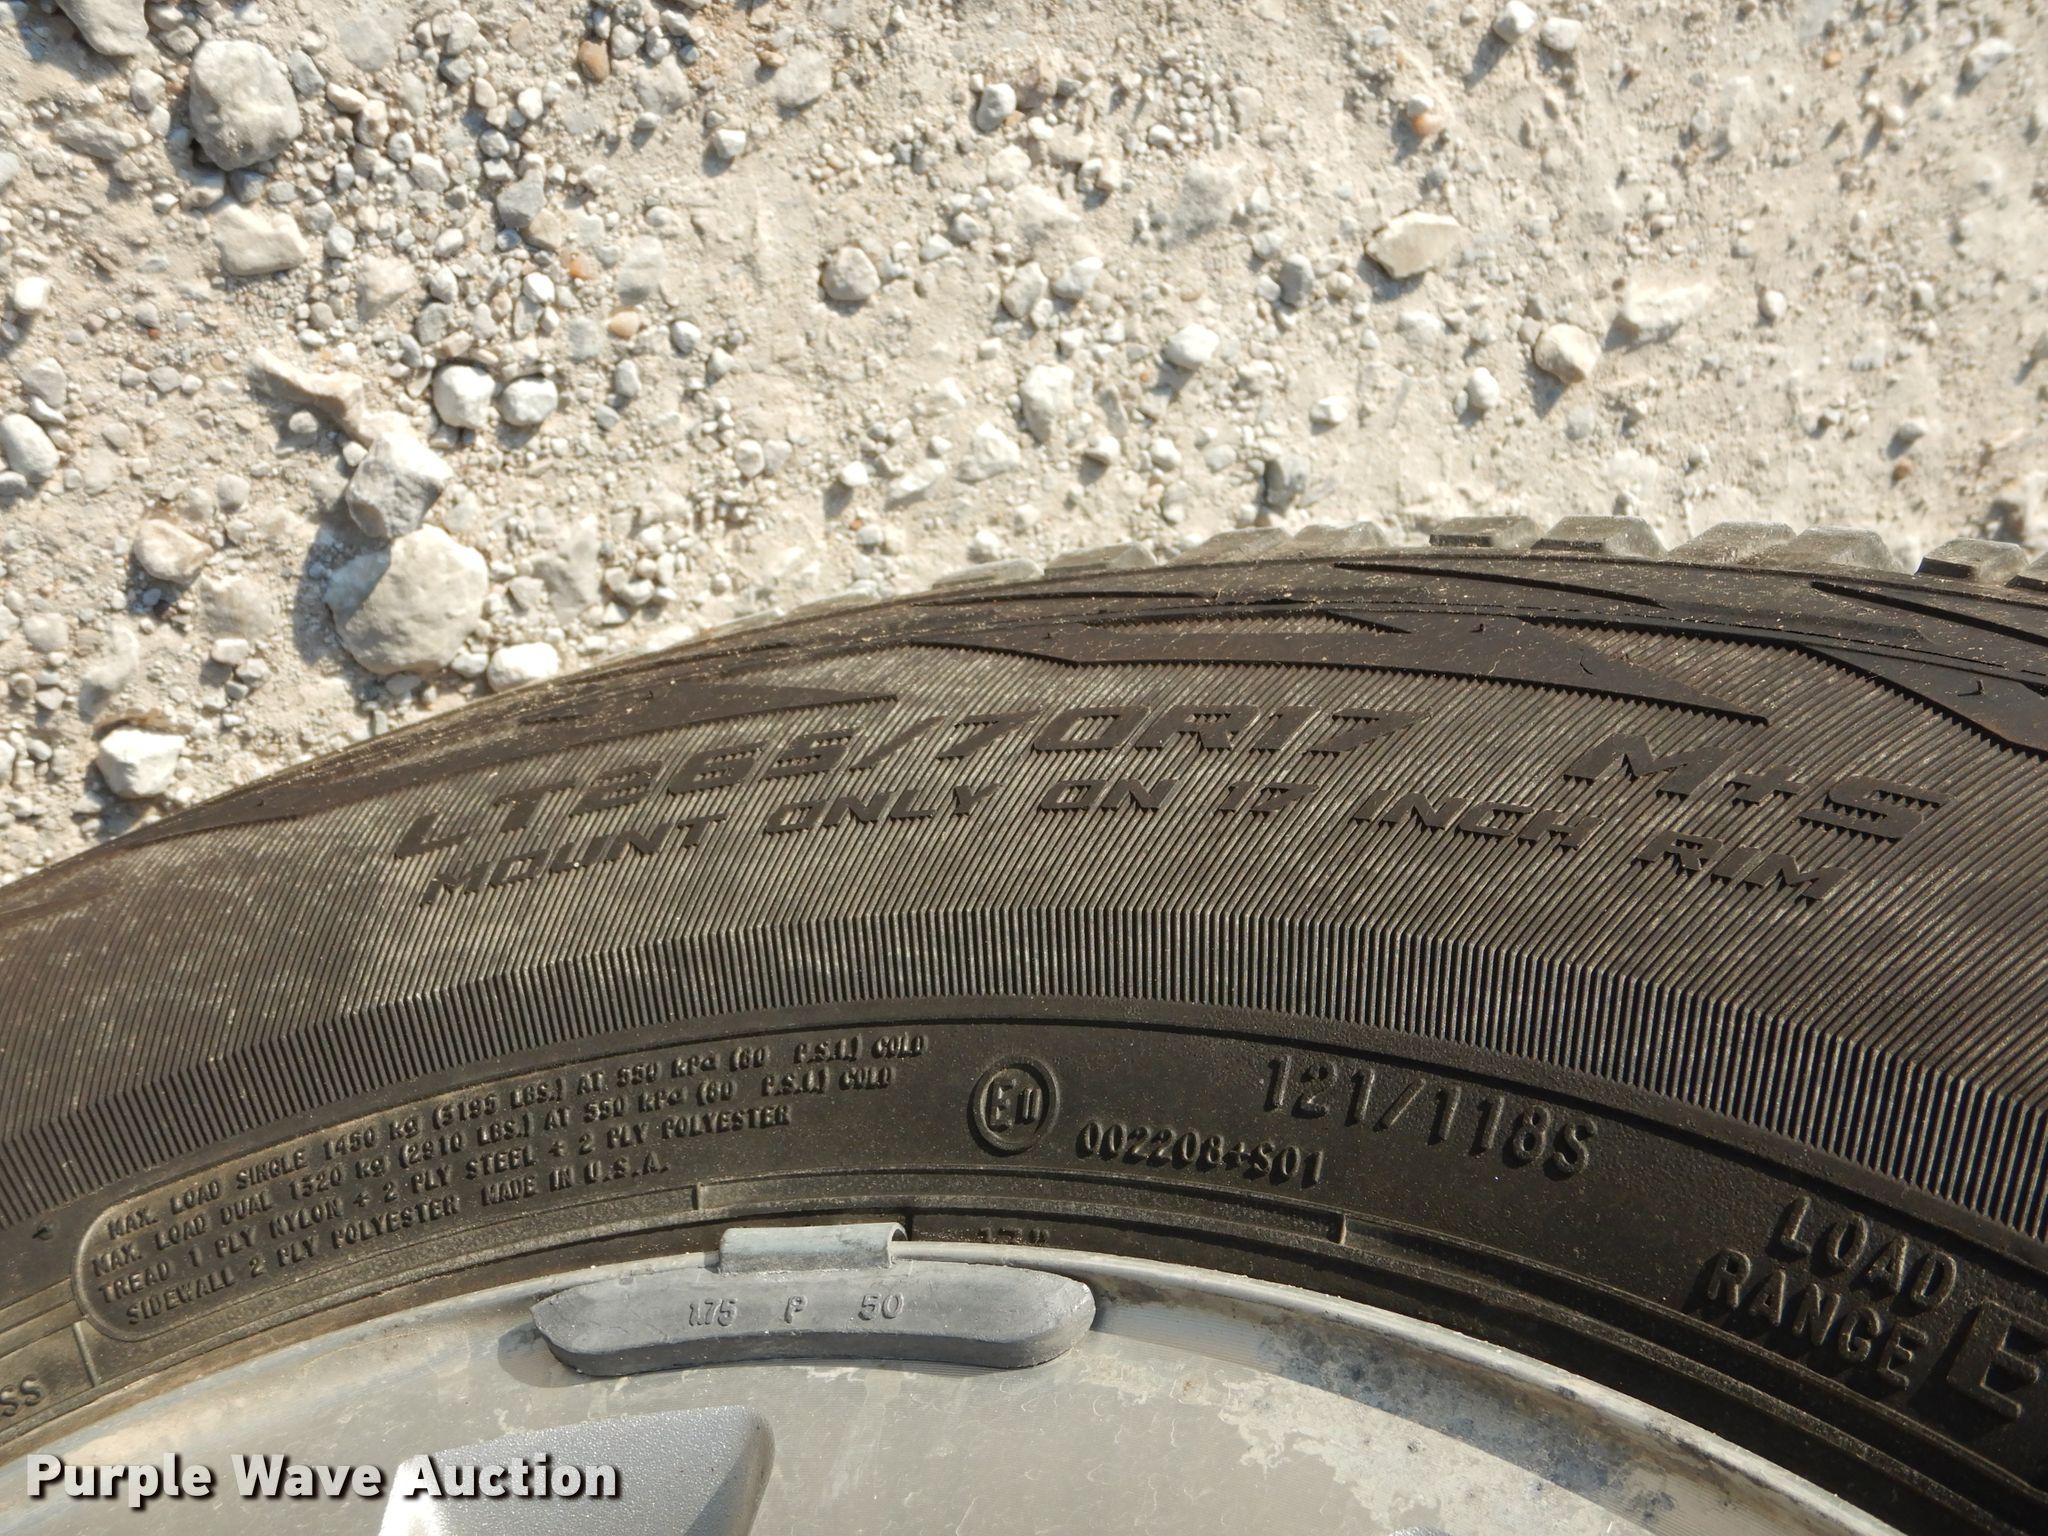 LT265/70R17 M+S
MOUNT ONLY ON 17 INCH RIM
MAX. LOAD SINGLE 1450 kg (3195 LBS.) AT 550 kPa (80 P.S.I.) COLD
MAX. LOAD DUAL 1320 kg (2910 LBS.) AT 550 kPa (80 P.S.I.) COLD
TREAD 1 PLY NYLON + 2 PLY STEEL + 2 PLY POLYESTER
SIDEWALL 2 PLY POLYESTER MADE IN U.S.A.
EU
002208+S01
121/118S
LOAD
RANGE E
1.75 P 50
Purple Wave Auction